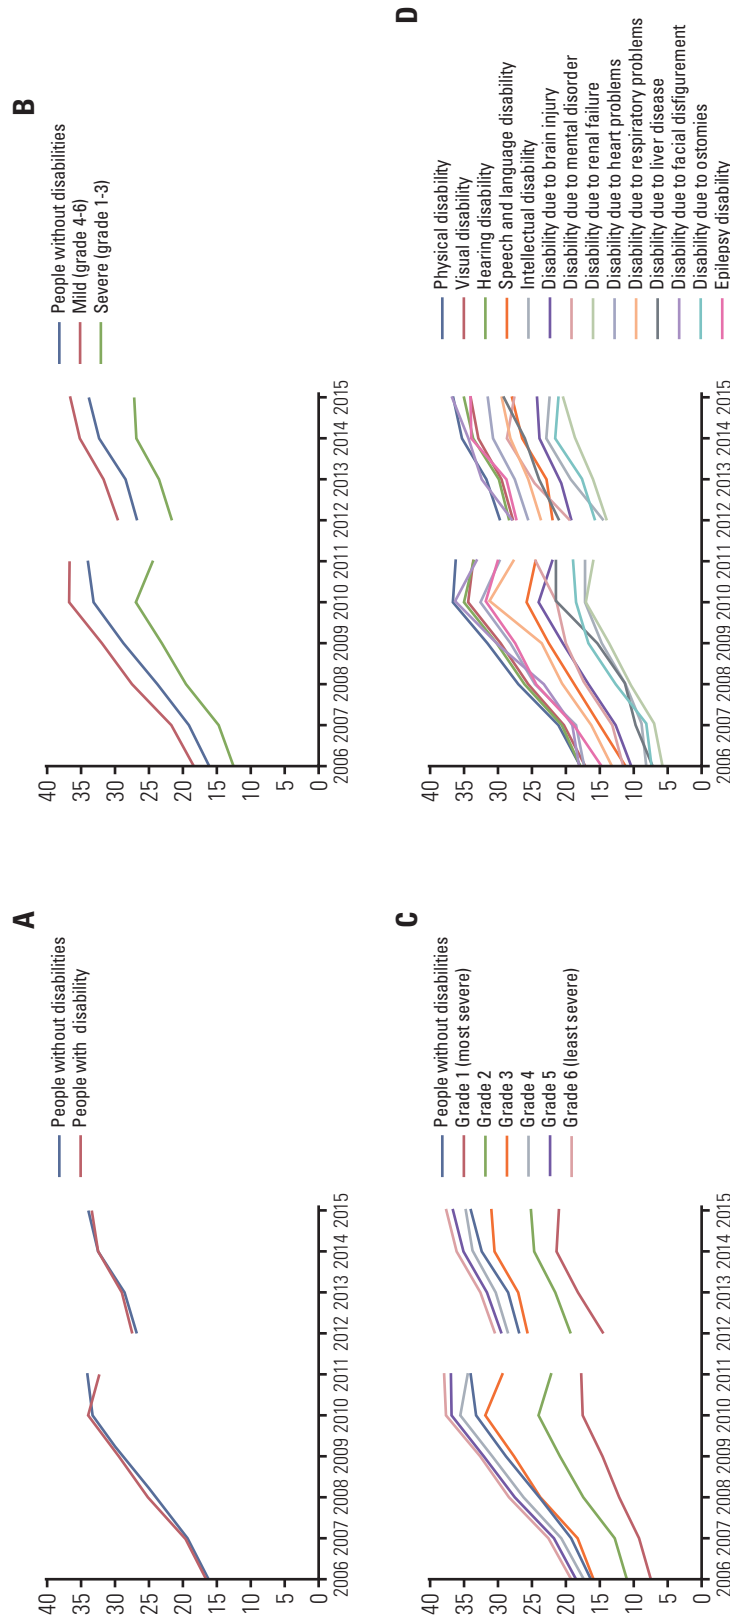 A
People without disabilities
People with disability
40
35
30
25
20
15
10
5
0
2006 2007 2008 2009 2010 2011 2012 2013 2014 2015
B
People without disabilities
Mild (grade 4-6)
Severe (grade 1-3)
40
35
30
25
20
15
10
5
0
2006 2007 2008 2009 2010 2011 2012 2013 2014 2015
C
People without disabilities
Grade 1 (most severe)
Grade 2
Grade 3
Grade 4
Grade 5
Grade 6 (least severe)
40
35
30
25
20
15
10
5
0
2006 2007 2008 2009 2010 2011 2012 2013 2014 2015
D
Physical disability
Visual disability
Hearing disability
Speech and language disability
Intellectual disability
Disability due to brain injury
Disability due to mental disorder
Disability due to renal failure
Disability due to heart problems
Disability due to respiratory problems
Disability due to liver disease
Disability due to facial disfigurement
Disability due to ostomies
Epilepsy disability
40
35
30
25
20
15
10
5
0
2006 2007 2008 2009 2010 2011 2012 2013 2014 2015